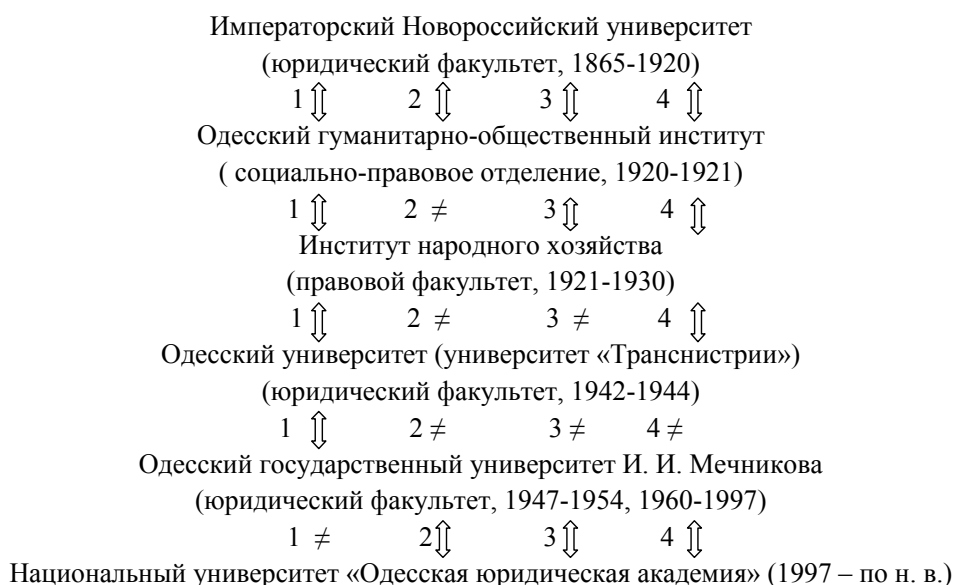 Императорский Новороссийский университет
(юридический факультет, 1865-1920)
1 ⇕ 2 ⇕ 3 ⇕ 4 ⇕
Одесский гуманитарно-общественный институт
( социально-правовое отделение, 1920-1921)
1 ⇕ 2 ≠ 3 ⇕ 4 ⇕
Институт народного хозяйства
(правовой факультет, 1921-1930)
1 ⇕ 2 ≠ 3 ≠ 4 ⇕
Одесский университет (университет «Транснистрии»)
(юридический факультет, 1942-1944)
1 ⇕ 2 ≠ 3 ≠ 4 ≠
Одесский государственный университет И. И. Мечникова
(юридический факультет, 1947-1954, 1960-1997)
1 ≠ 2 ⇕ 3 ⇕ 4 ⇕
Национальный университет «Одесская юридическая академия» (1997 – по н. в.)